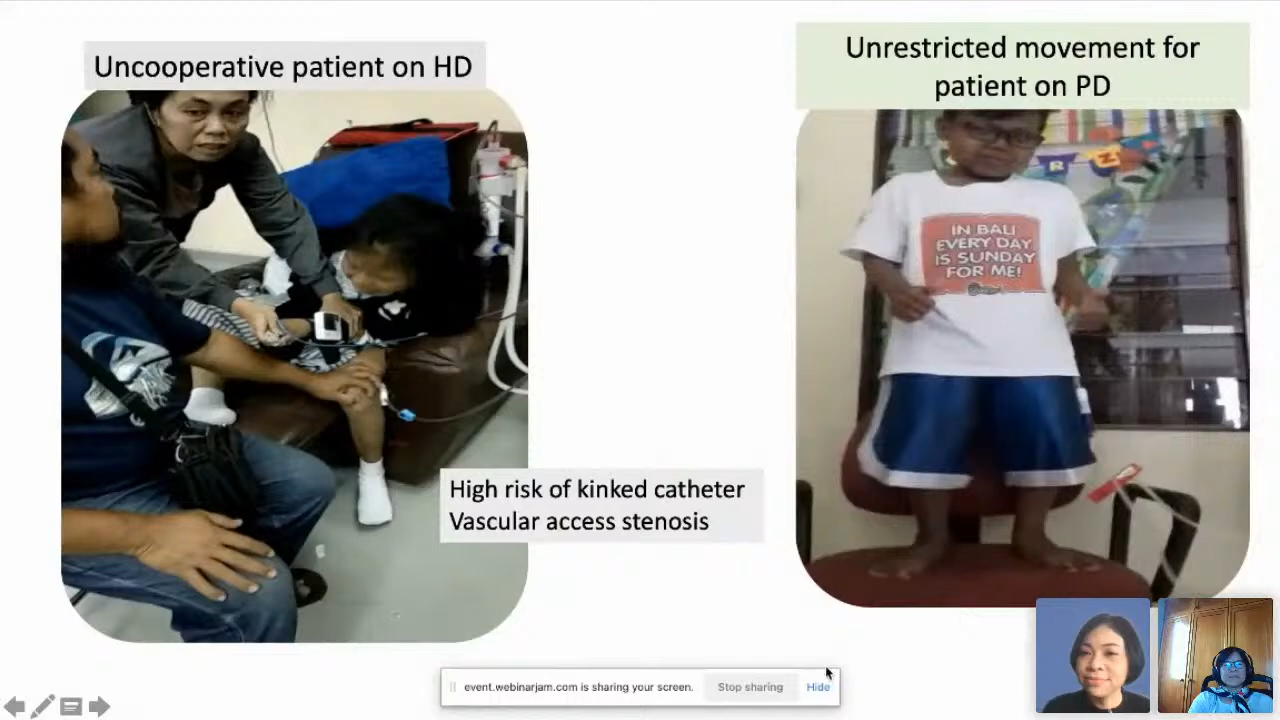 Uncooperative patient on HD
Unrestricted movement for
patient on PD
R
Z
IN BALI
EVERY DAY
IS SUNDAY
FOR ME!
High risk of kinked catheter
Vascular access stenosis
event.webinarjam.com is sharing your screen.
Stop sharing
Hide